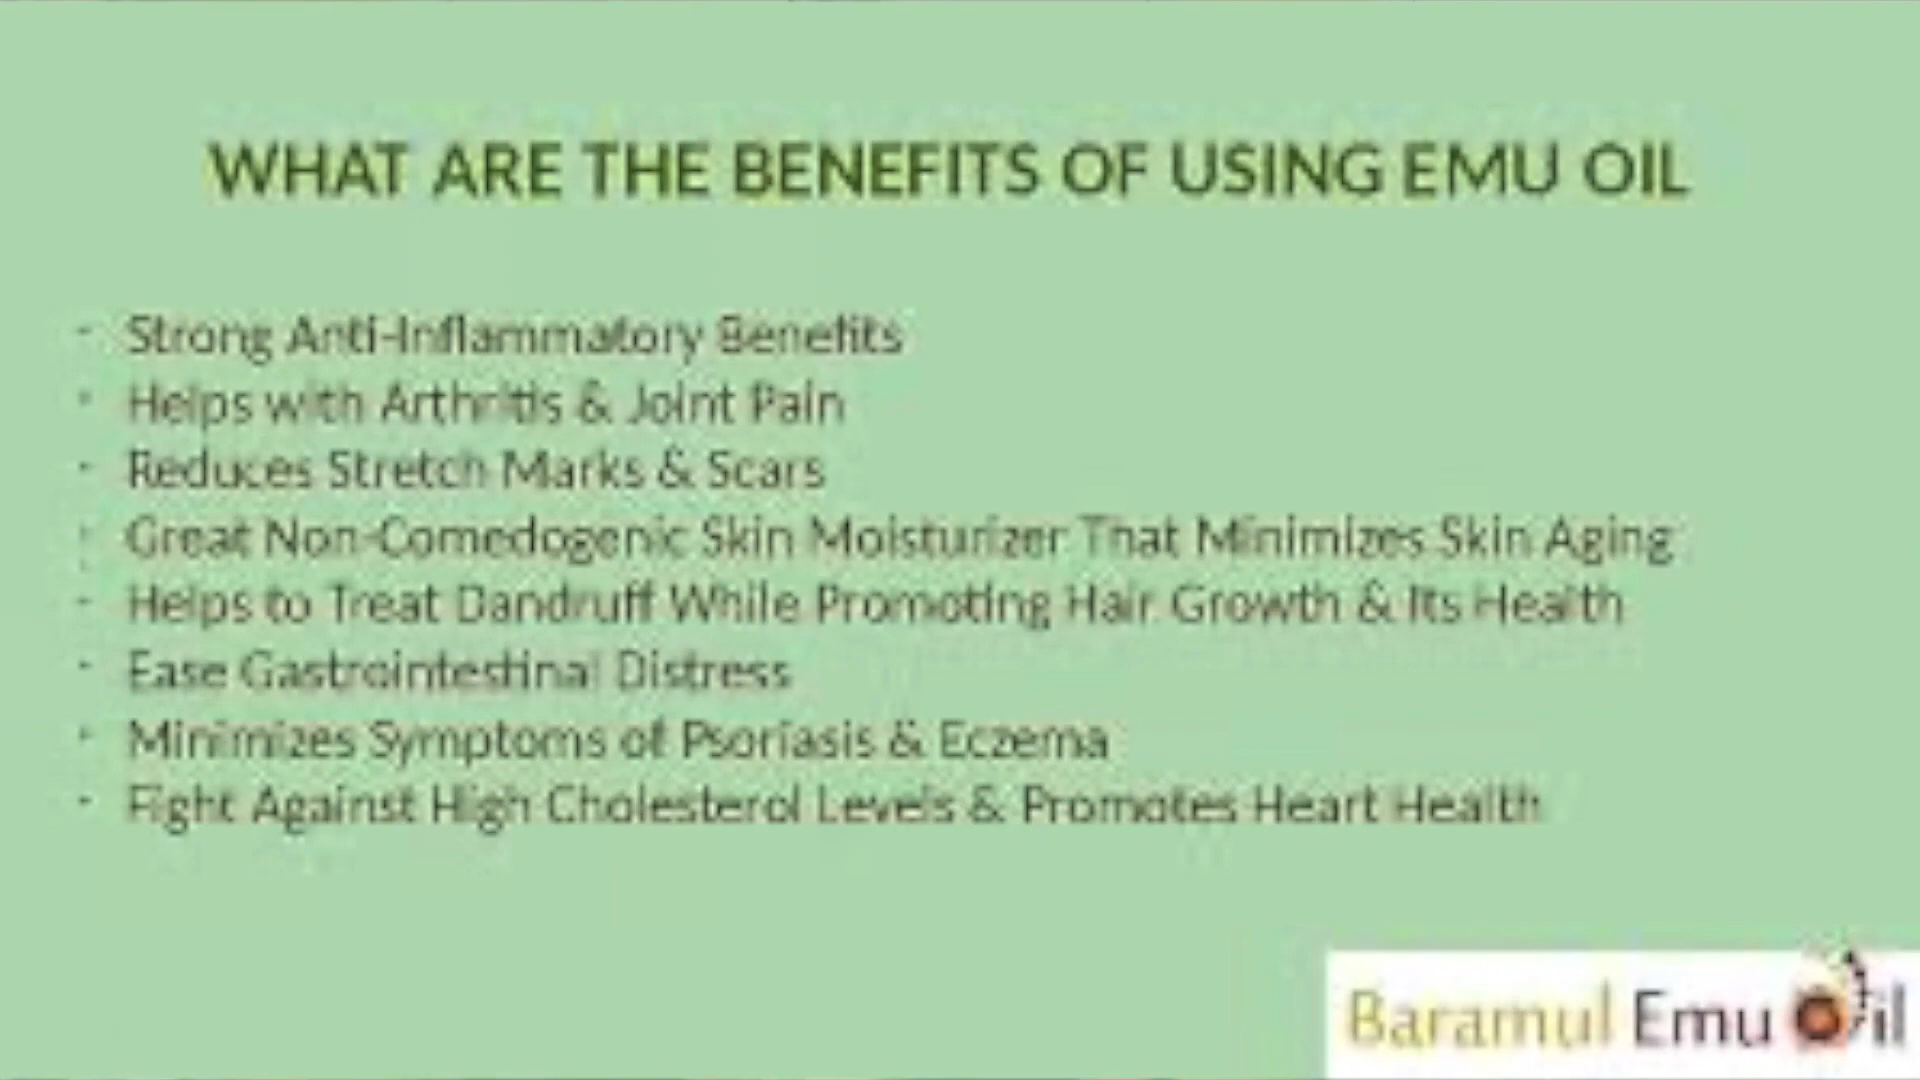 WHAT ARE THE BENEFITS OF USING EMU OIL
· Strong Anti-Inflammatory Benefits
· Helps with Arthritis & Joint Pain
· Reduces Stretch Marks & Scars
· Great Non-Comedogenic Skin Moisturizer That Minimizes Skin Aging
· Helps to Treat Dandruff While Promoting Hair Growth & Its Health
· Ease Gastrointestinal Distress
· Minimizes Symptoms of Psoriasis & Eczema
· Fight Against High Cholesterol Levels & Promotes Heart Health
Baramul Emu Oil